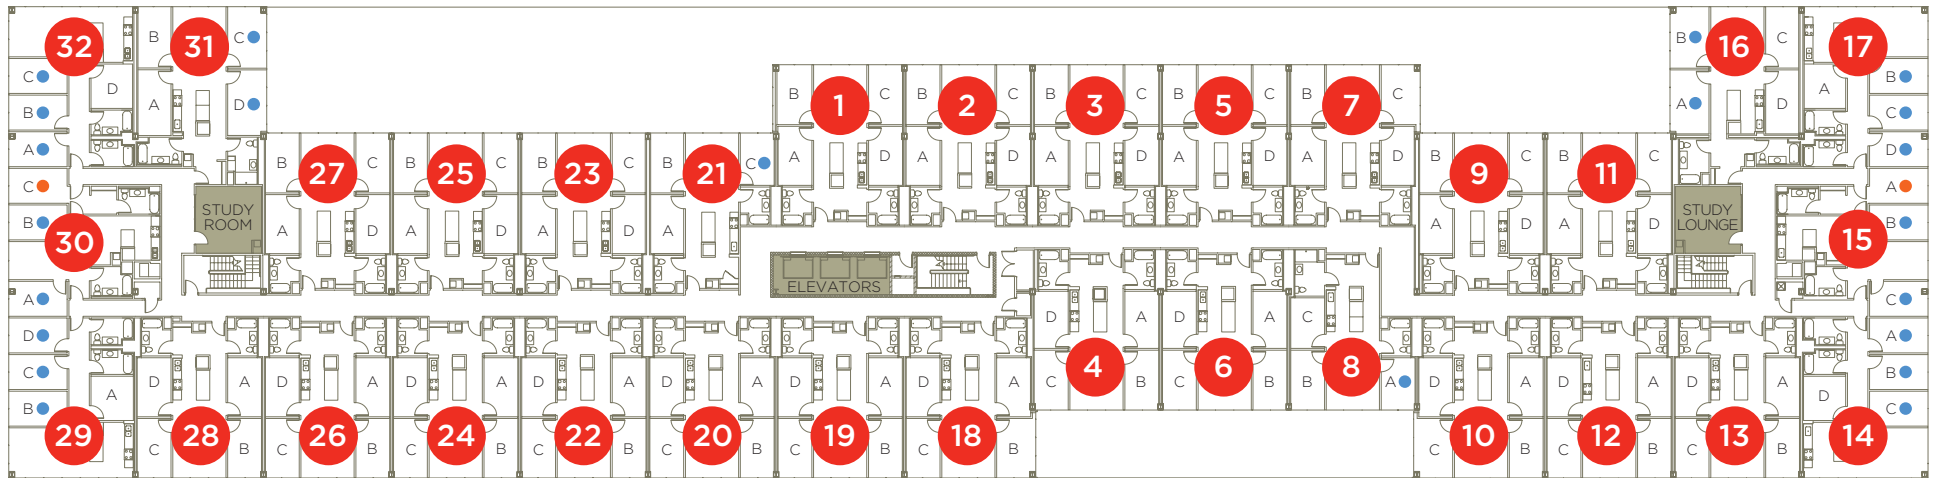 32
C
D
B
A
B
31
C
A
D
STUDY
ROOM
C
B
30
A
B
27
C
A
D
B
25
C
A
D
B
23
C
A
D
B
21
C
A
B
1
C
A
D
B
2
C
A
D
B
3
C
A
D
B
5
C
A
D
B
7
C
A
D
B
9
C
A
D
B
11
C
A
D
B
16
C
A
D
STUDY
LOUNGE
17
B
A
C
D
A
B
15
C
ELEVATORS
D
A
4
C
B
D
A
6
C
B
C
B
8
A
D
C
A
B
29
D
A
28
C
B
D
A
26
C
B
D
A
24
C
B
D
A
22
C
B
D
A
20
C
B
D
A
19
C
B
D
A
18
C
B
D
A
10
C
B
D
A
12
C
B
D
A
13
C
B
A
B
D
C
14